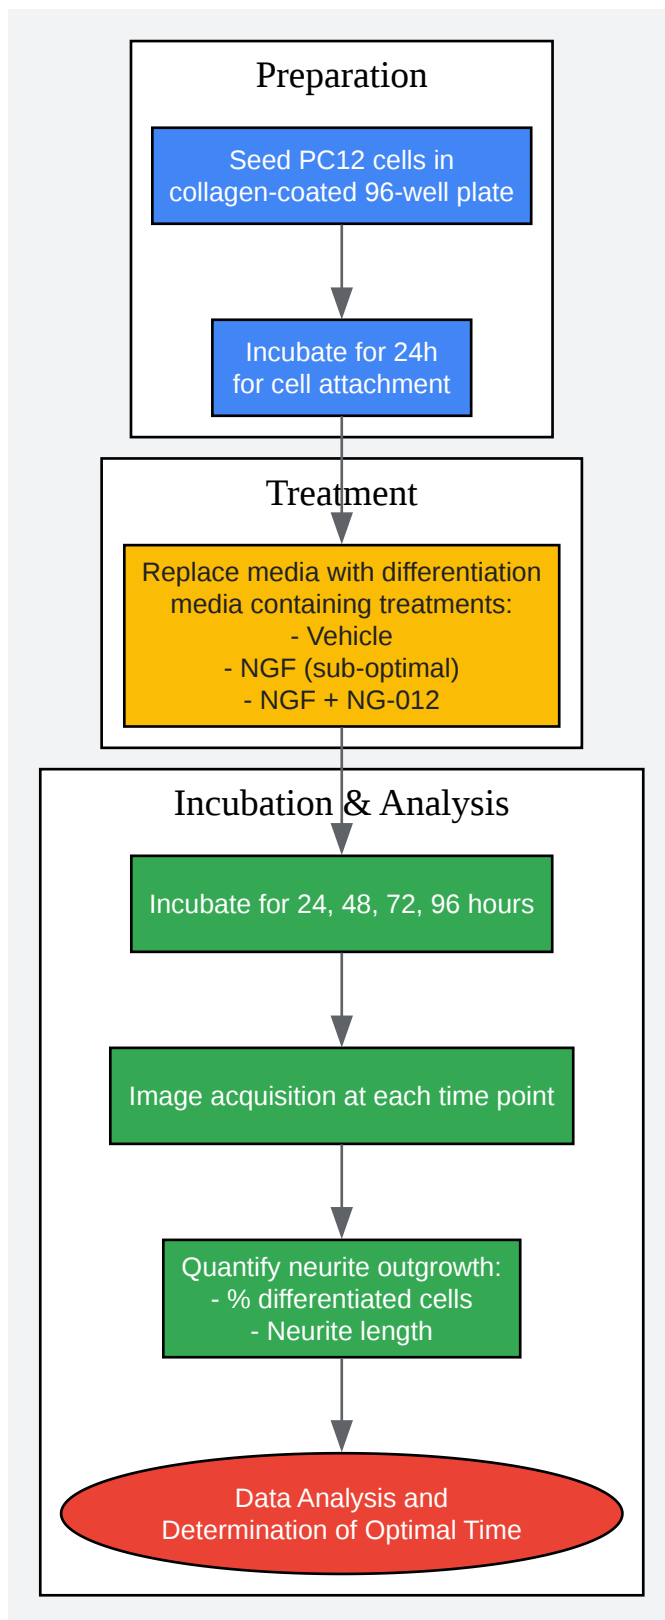 Preparation
Seed PC12 cells in
collagen-coated 96-well plate
Incubate for 24h
for cell attachment
Treatment
Replace media with differentiation
media containing treatments:
- Vehicle
- NGF (sub-optimal)
- NGF + NG-012
Incubation & Analysis
Incubate for 24, 48, 72, 96 hours
Image acquisition at each time point
Quantify neurite outgrowth:
- % differentiated cells
- Neurite length
Data Analysis and
Determination of Optimal Time